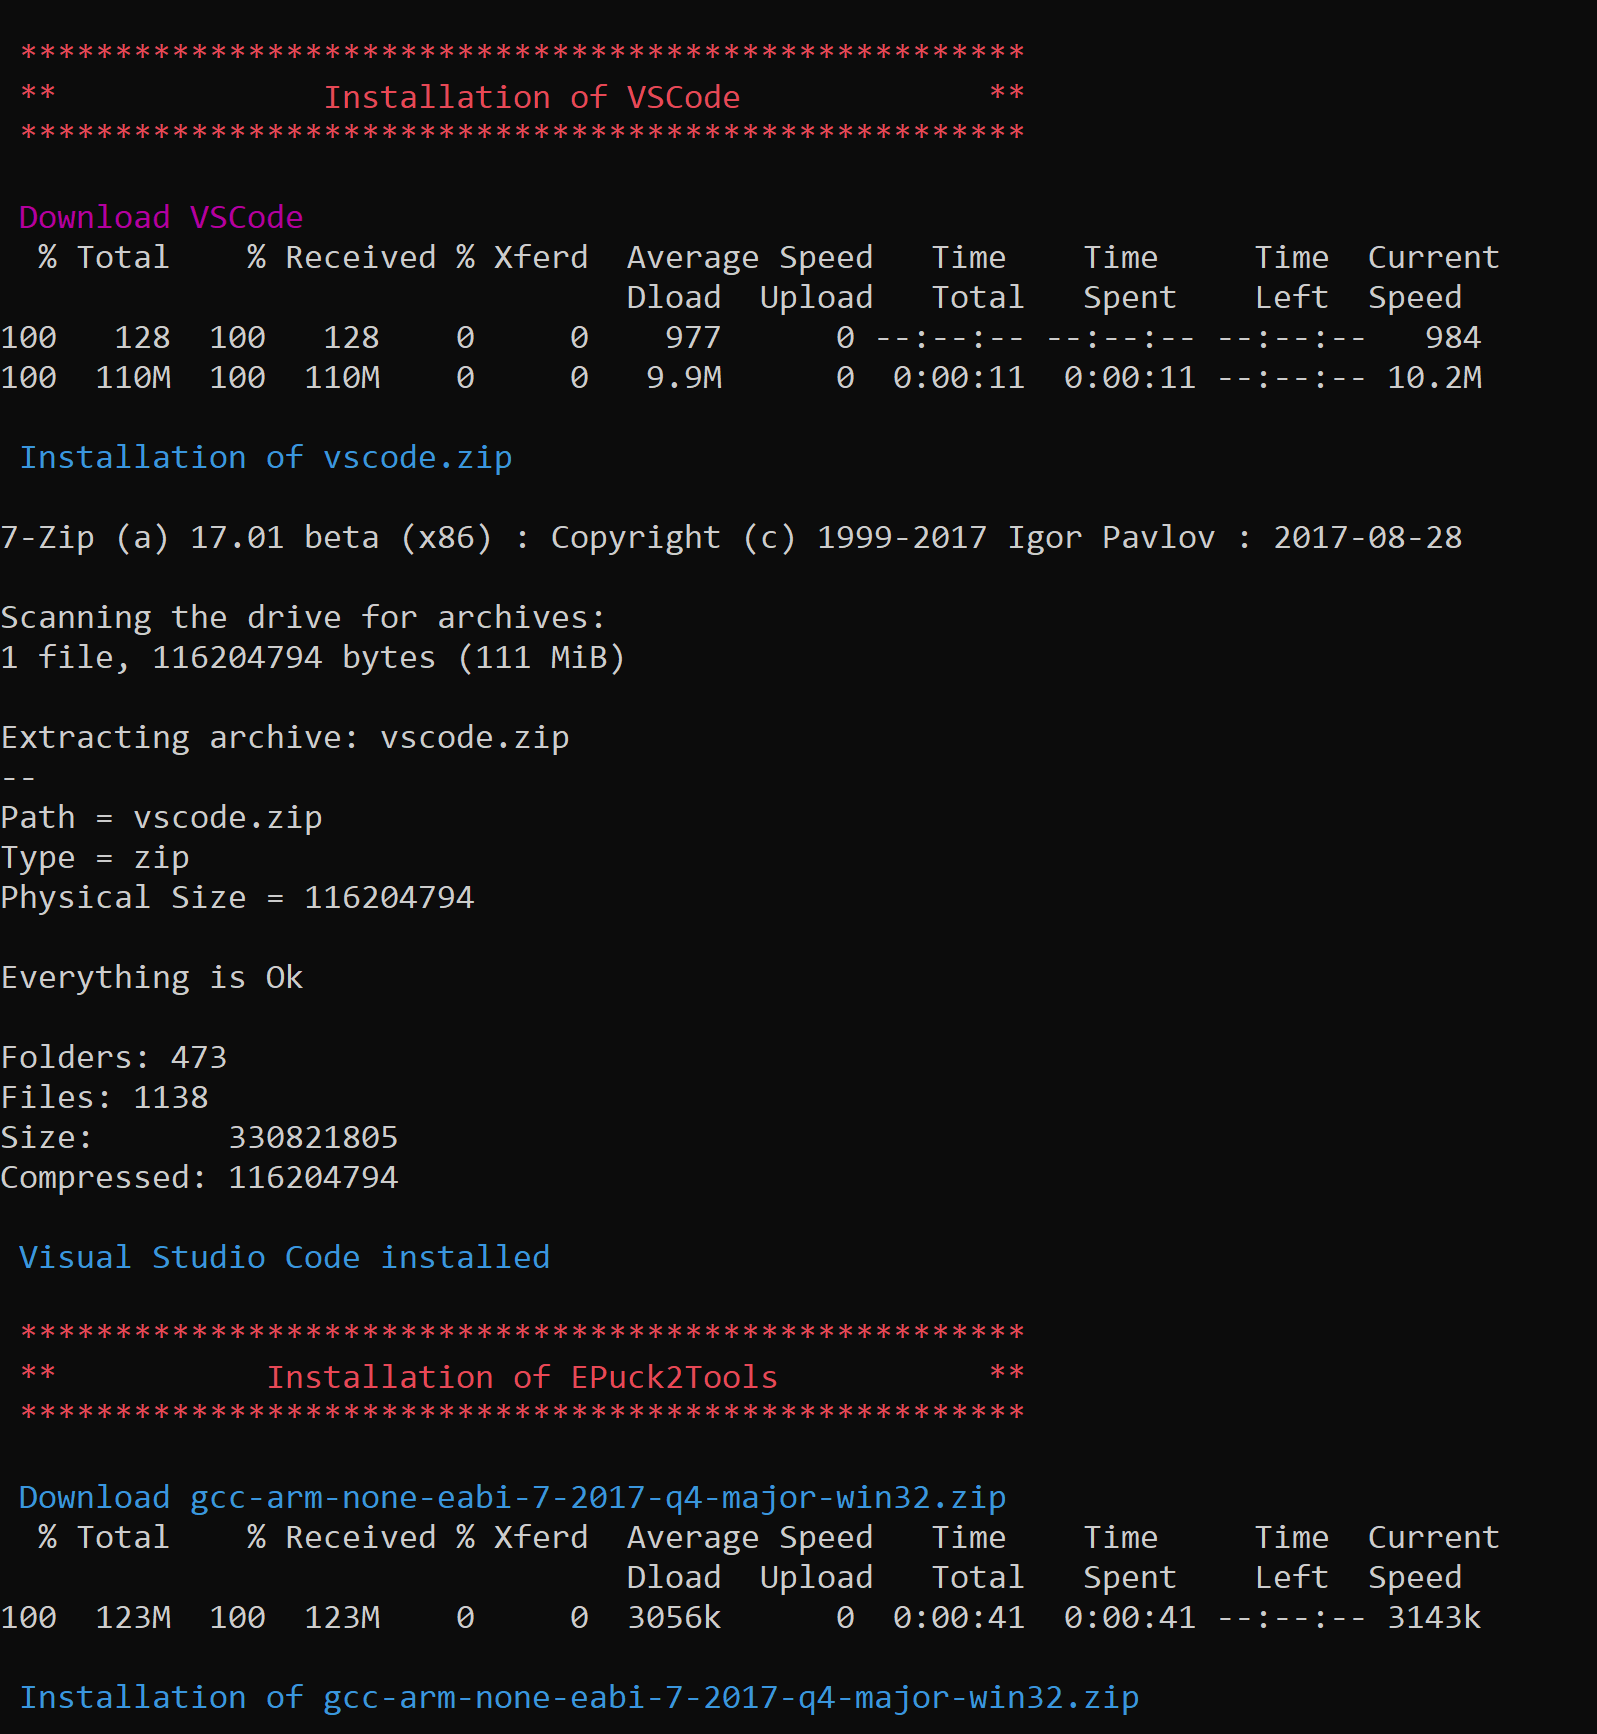 *****************************************************
**              Installation of VSCode             **
*****************************************************
Download VSCode
  % Total    % Received % Xferd  Average Speed   Time    Time     Time  Current
                                 Dload  Upload   Total   Spent    Left  Speed
100   128  100   128    0     0    977      0 --:--:-- --:--:-- --:--:--   984
100  110M  100  110M    0     0   9.9M      0  0:00:11  0:00:11 --:--:-- 10.2M
Installation of vscode.zip
7-Zip (a) 17.01 beta (x86) : Copyright (c) 1999-2017 Igor Pavlov : 2017-08-28
Scanning the drive for archives:
1 file, 116204794 bytes (111 MiB)
Extracting archive: vscode.zip
--
Path = vscode.zip
Type = zip
Physical Size = 116204794
Everything is Ok
Folders: 473
Files: 1138
Size:       330821805
Compressed: 116204794
Visual Studio Code installed
*****************************************************
**           Installation of EPuck2Tools           **
*****************************************************
Download gcc-arm-none-eabi-7-2017-q4-major-win32.zip
  % Total    % Received % Xferd  Average Speed   Time    Time     Time  Current
                                 Dload  Upload   Total   Spent    Left  Speed
100  123M  100  123M    0     0  3056k      0  0:00:41  0:00:41 --:--:-- 3143k
Installation of gcc-arm-none-eabi-7-2017-q4-major-win32.zip